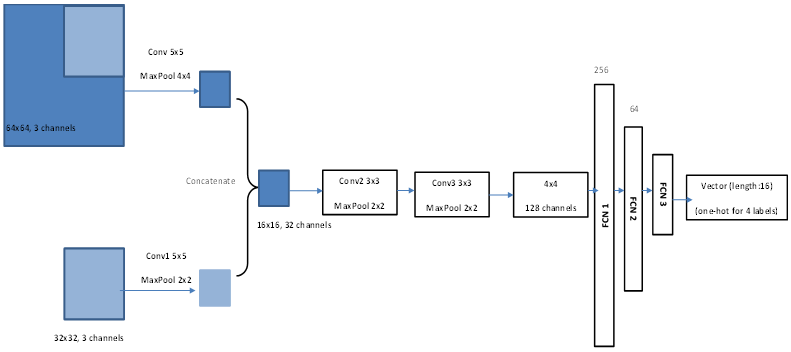 Conv 5x5
MaxPool 4x4
64x64, 3 channels
Concatenate
16x16, 32 channels
Conv1 5x5
MaxPool 2x2
32x32, 3 channels
Conv2 3x3
MaxPool 2x2
Conv3 3x3
MaxPool 2x2
4x4
128 channels
256
FCN 1
64
FCN 2
FCN 3
Vector (length:16)
(one-hot for 4 labels)